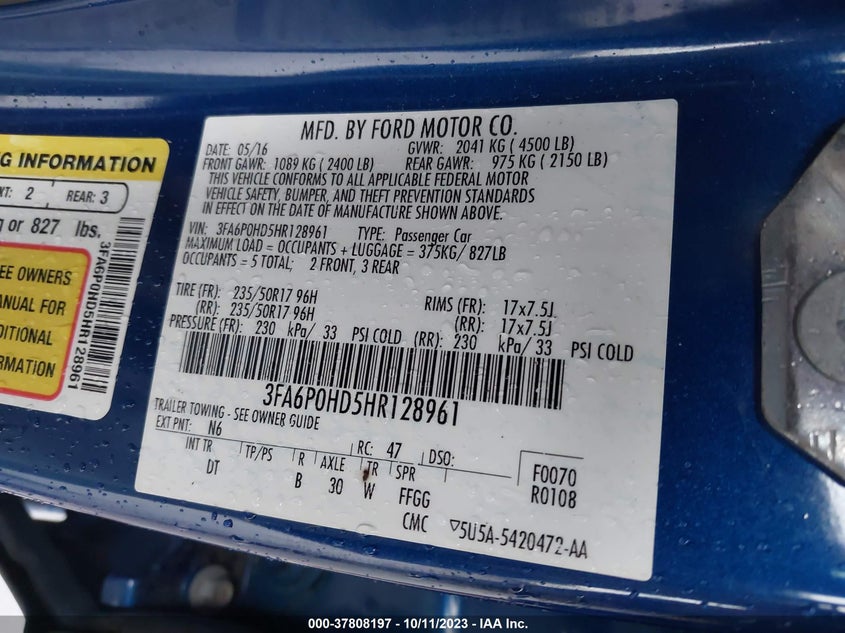 MFD. BY FORD MOTOR CO.
DATE: 05/16 GVWR: 2041 KG ( 4500 LB)
FRONT GAWR: 1089 KG ( 2400 LB) REAR GAWR: 975 KG ( 2150 LB)
THIS VEHICLE CONFORMS TO ALL APPLICABLE FEDERAL MOTOR
VEHICLE SAFETY, BUMPER, AND THEFT PREVENTION STANDARDS
IN EFFECT ON THE DATE OF MANUFACTURE SHOWN ABOVE.
VIN: 3FA6P0HD5HR128961 TYPE: Passenger Car
MAXIMUM LOAD = OCCUPANTS + LUGGAGE = 375KG/ 827LB
OCCUPANTS = 5 TOTAL; 2 FRONT, 3 REAR
TIRE (FR): 235/50R17 96H RIMS (FR): 17x7.5J
(RR): 235/50R17 96H (RR): 17x7.5J
PRESSURE (FR): 230 kPa/ 33 PSI COLD (RR): 230 kPa/33 PSI COLD
3FA6P0HD5HR128961
TRAILER TOWING - SEE OWNER GUIDE
EXT PNT: N6 RC: 47 DSO:
INT TR TP/PS R AXLE TR SPR F0070
DT B 30 W FFGG R0108
CMC 5U5A-5420472-AA
INFORMATION
2 REAR: 3
or 827 lbs.
SEE OWNERS
MANUAL FOR
3FA6P0HD5HR128961
000-37808197 - 10/11/2023 - IAA Inc.